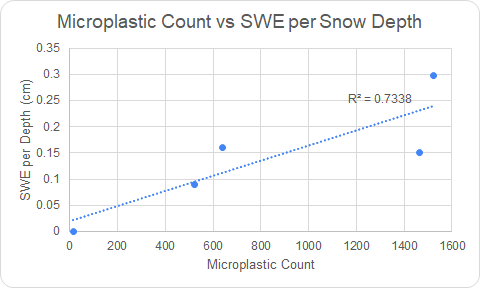 Microplastic Count vs SWE per Snow Depth
0.35
0.3
0.25
0.2
0.15
0.1
0.05
0
SWE per Depth (cm)
R² = 0.7338
0 200 400 600 800 1000 1200 1400 1600
Microplastic Count